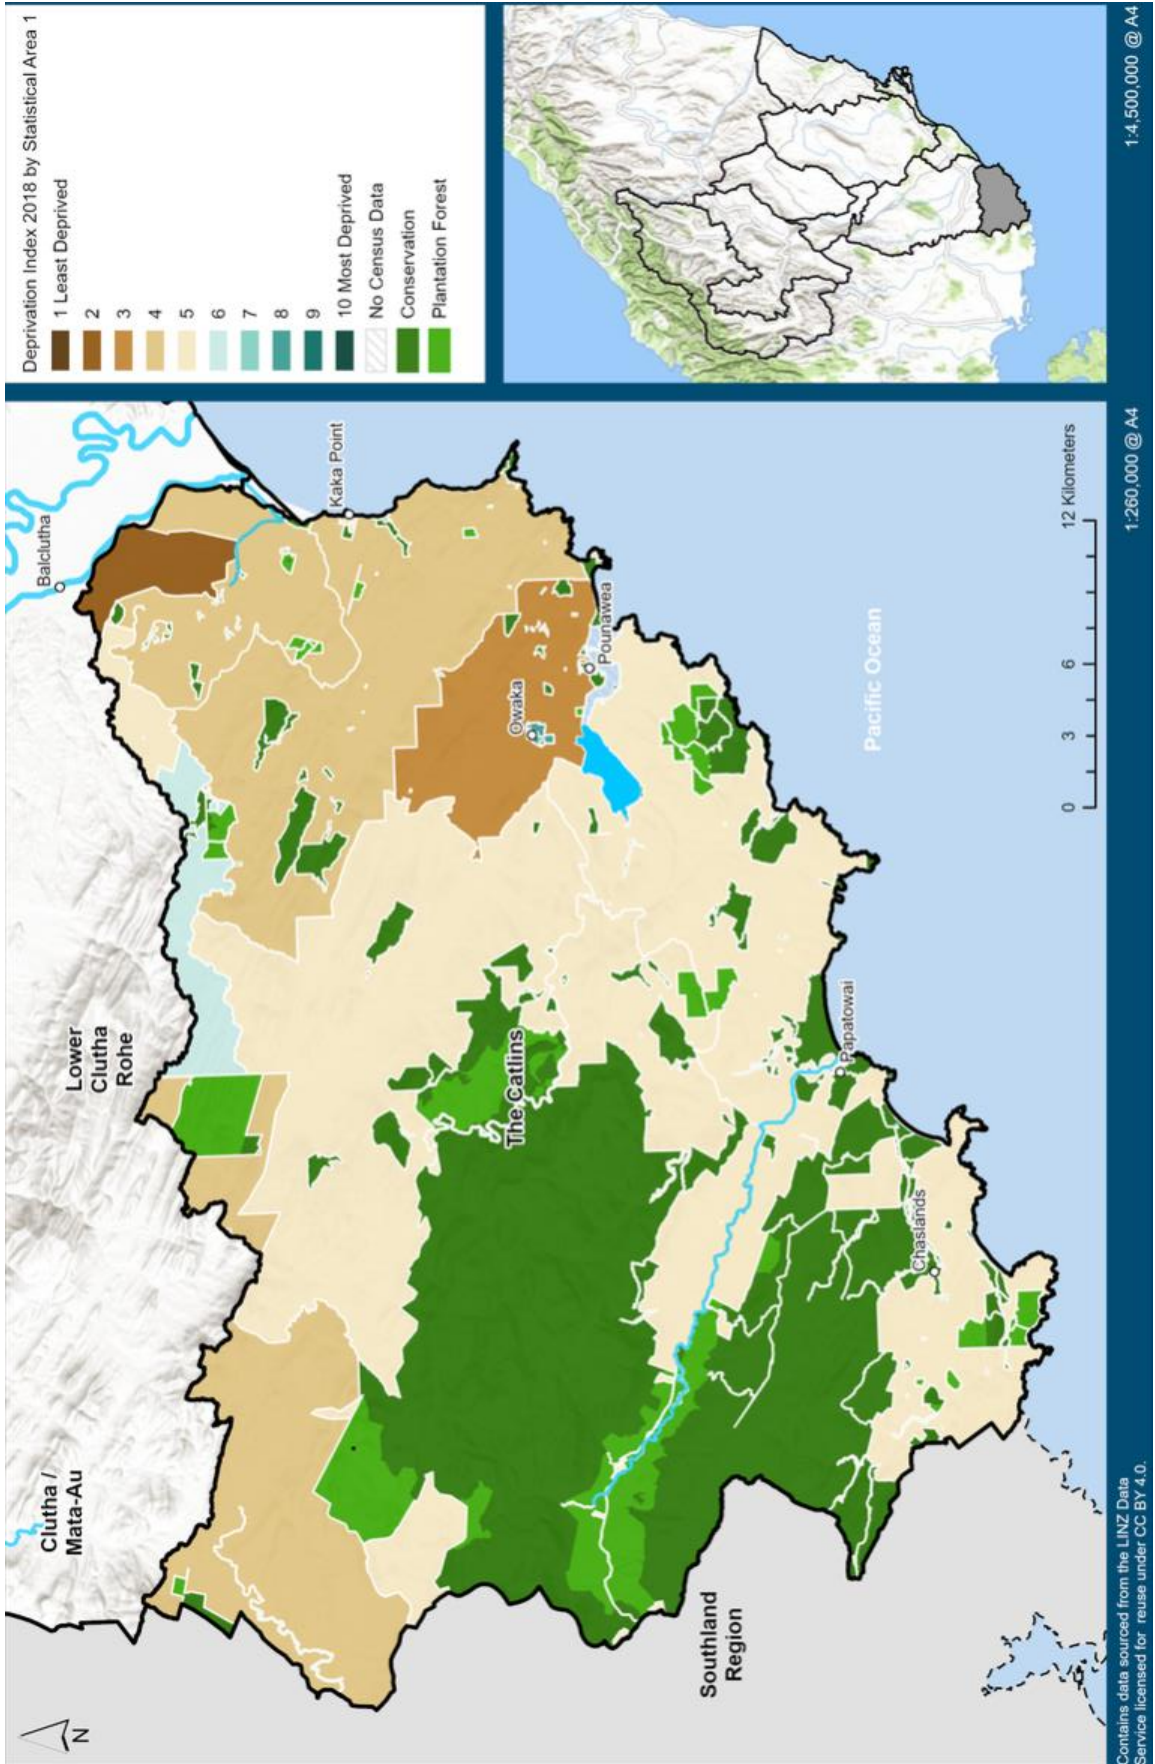 N
Clutha /
Mata-Au
Lower
Clutha
Rohe
Balclutha
Kaka Point
Owaka
Pounawea
The Catlins
Papatowai
Chaslands
Southland
Region
Pacific Ocean
0
3
6
12 Kilometers
Deprivation Index 2018 by Statistical Area 1
1 Least Deprived
2
3
4
5
6
7
8
9
10 Most Deprived
No Census Data
Conservation
Plantation Forest
Contains data sourced from the LINZ Data
Service licensed for reuse under CC BY 4.0.
1:260,000 @ A4
1:4,500,000 @ A4